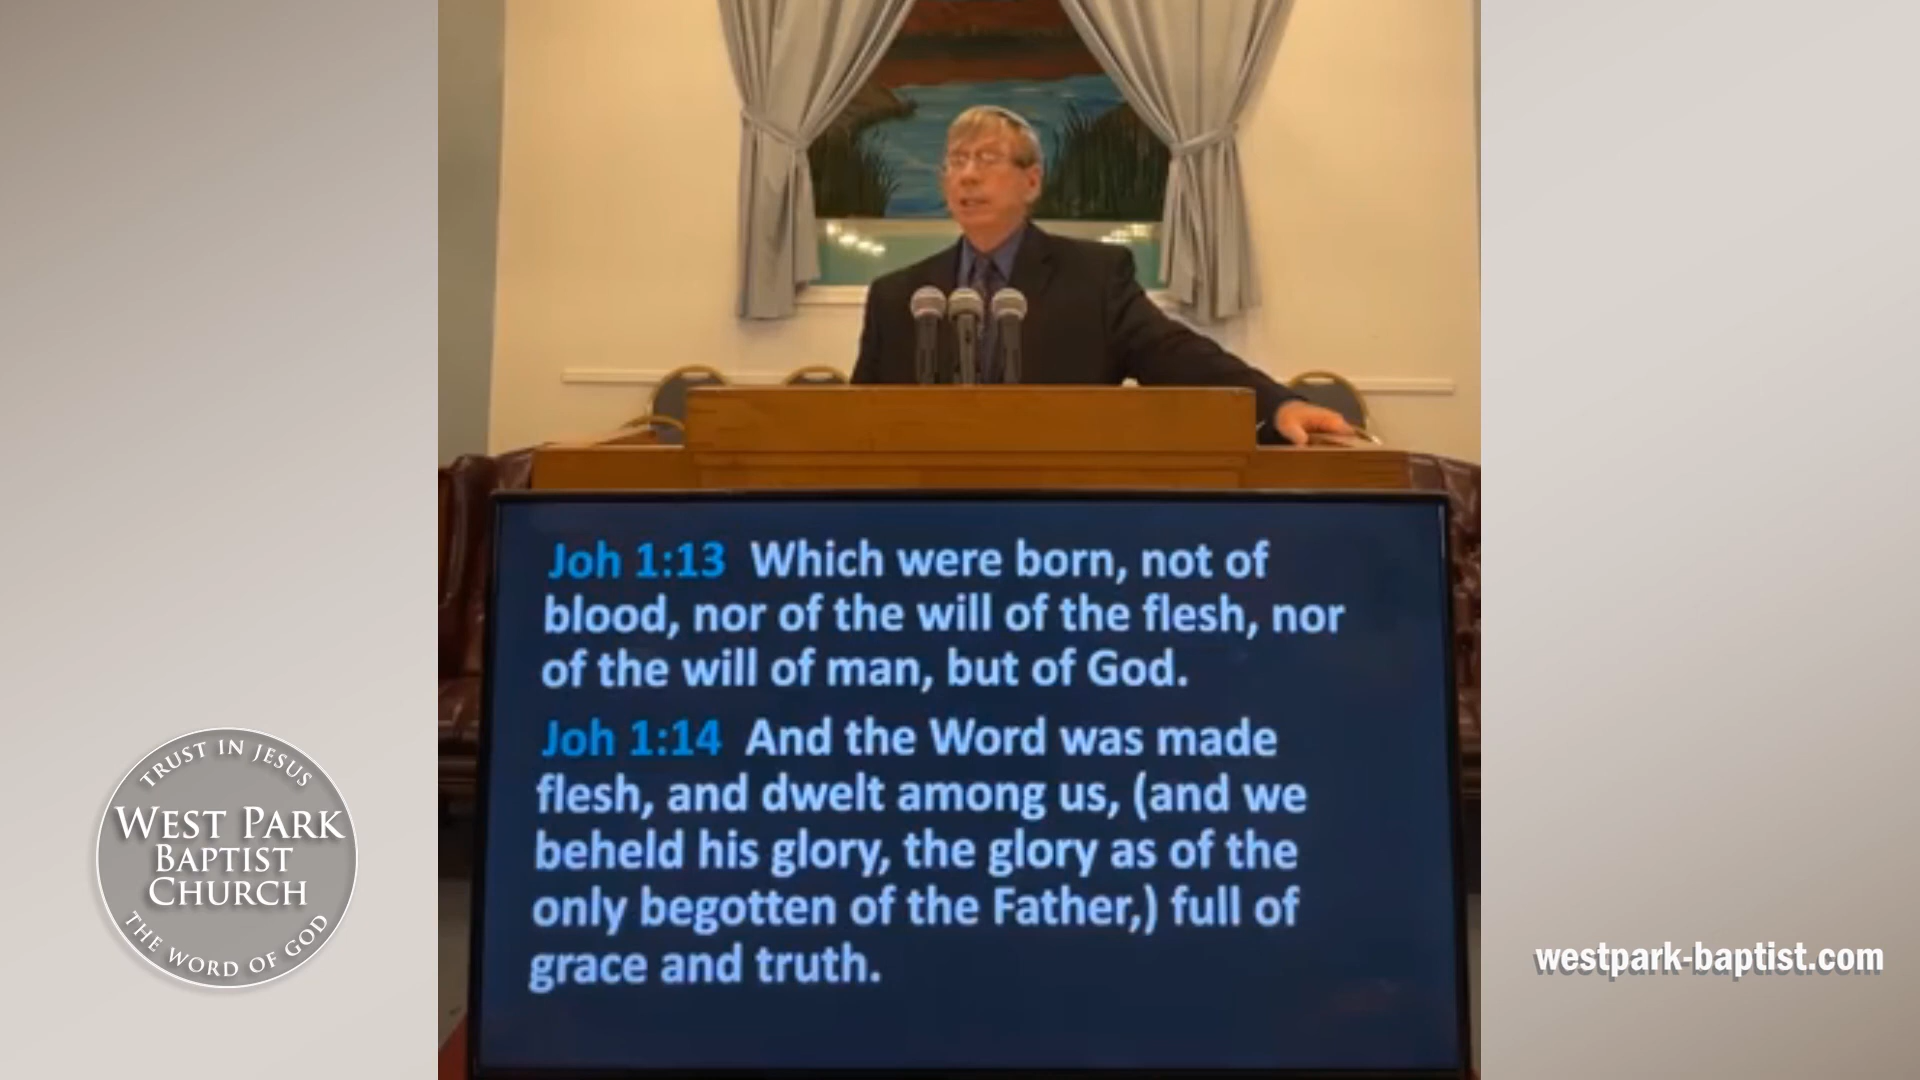 Joh 1:13 Which were born, not of
blood, nor of the will of the flesh, nor
of the will of man, but of God.
Joh 1:14 And the Word was made
flesh, and dwelt among us, (and we
beheld his glory, the glory as of the
only begotten of the Father,) full of
grace and truth.
TRUST IN JESUS
WEST PARK
BAPTIST
CHURCH
THE WORD OF GOD
westpark-baptist.com